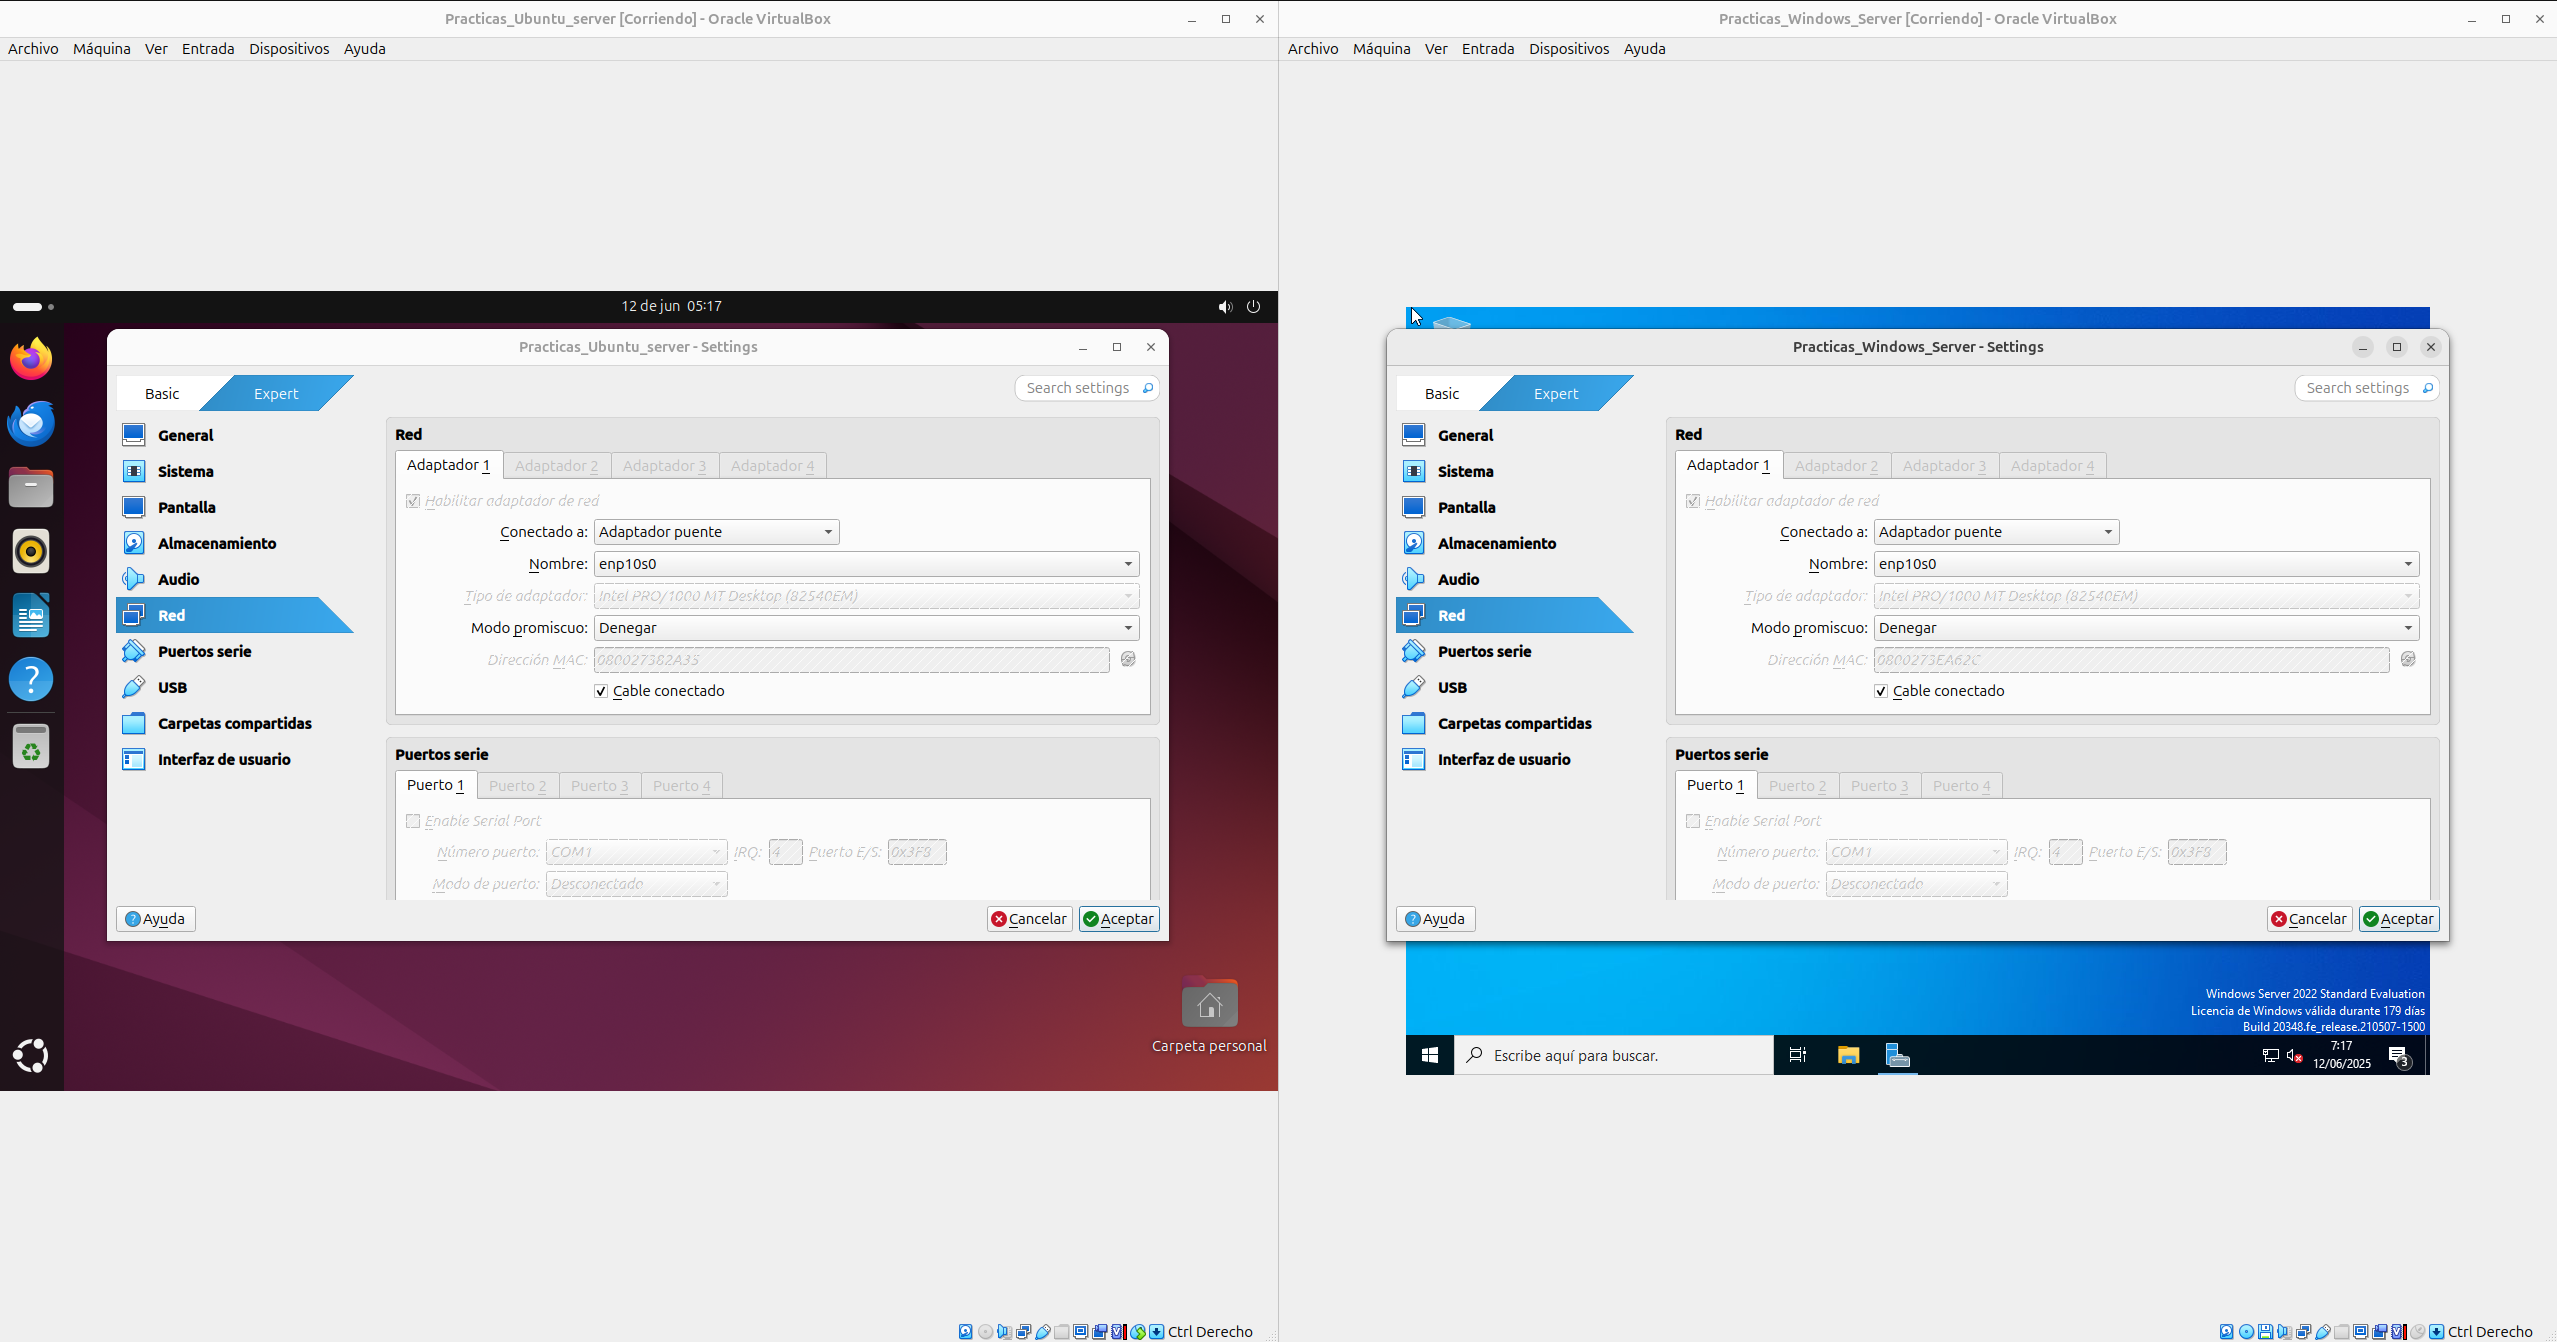 Practicas_Ubuntu_server [Corriendo] - Oracle VirtualBox
Archivo Máquina Ver Entrada Dispositivos Ayuda
12 de jun 05:17
Practicas_Ubuntu_server - Settings
Basic Expert Search settings
General
Sistema
Pantalla
Almacenamiento
Audio
Red
Puertos serie
USB
Carpetas compartidas
Interfaz de usuario
Red
Adaptador 1 Adaptador 2 Adaptador 3 Adaptador 4
Habilitar adaptador de red
Conectado a: Adaptador puente
Nombre: enp10s0
Tipo de adaptador: Intel PRO/1000 MT Desktop (82540EM)
Modo promiscuo: Denegar
Dirección MAC: 080027382A35
Cable conectado
Puertos serie
Puerto 1 Puerto 2 Puerto 3 Puerto 4
Enable Serial Port
Número puerto: COM1 IRQ: 4 Puerto E/S: 0x3F8
Modo de puerto: Desconectado
Ayuda Cancelar Aceptar
Carpeta personal
Ctrl Derecho
Practicas_Windows_Server [Corriendo] - Oracle VirtualBox
Archivo Máquina Ver Entrada Dispositivos Ayuda
Practicas_Windows_Server - Settings
Basic Expert Search settings
General
Sistema
Pantalla
Almacenamiento
Audio
Red
Puertos serie
USB
Carpetas compartidas
Interfaz de usuario
Red
Adaptador 1 Adaptador 2 Adaptador 3 Adaptador 4
Habilitar adaptador de red
Conectado a: Adaptador puente
Nombre: enp10s0
Tipo de adaptador: Intel PRO/1000 MT Desktop (82540EM)
Modo promiscuo: Denegar
Dirección MAC: 0800273EA62C
Cable conectado
Puertos serie
Puerto 1 Puerto 2 Puerto 3 Puerto 4
Enable Serial Port
Número puerto: COM1 IRQ: 4 Puerto E/S: 0x3F8
Modo de puerto: Desconectado
Ayuda Cancelar Aceptar
Windows Server 2022 Standard Evaluation
Licencia de Windows válida durante 179 días
Build 20348.fe_release.210507-1500
Escribe aquí para buscar.
7:17
12/06/2025
3
Ctrl Derecho